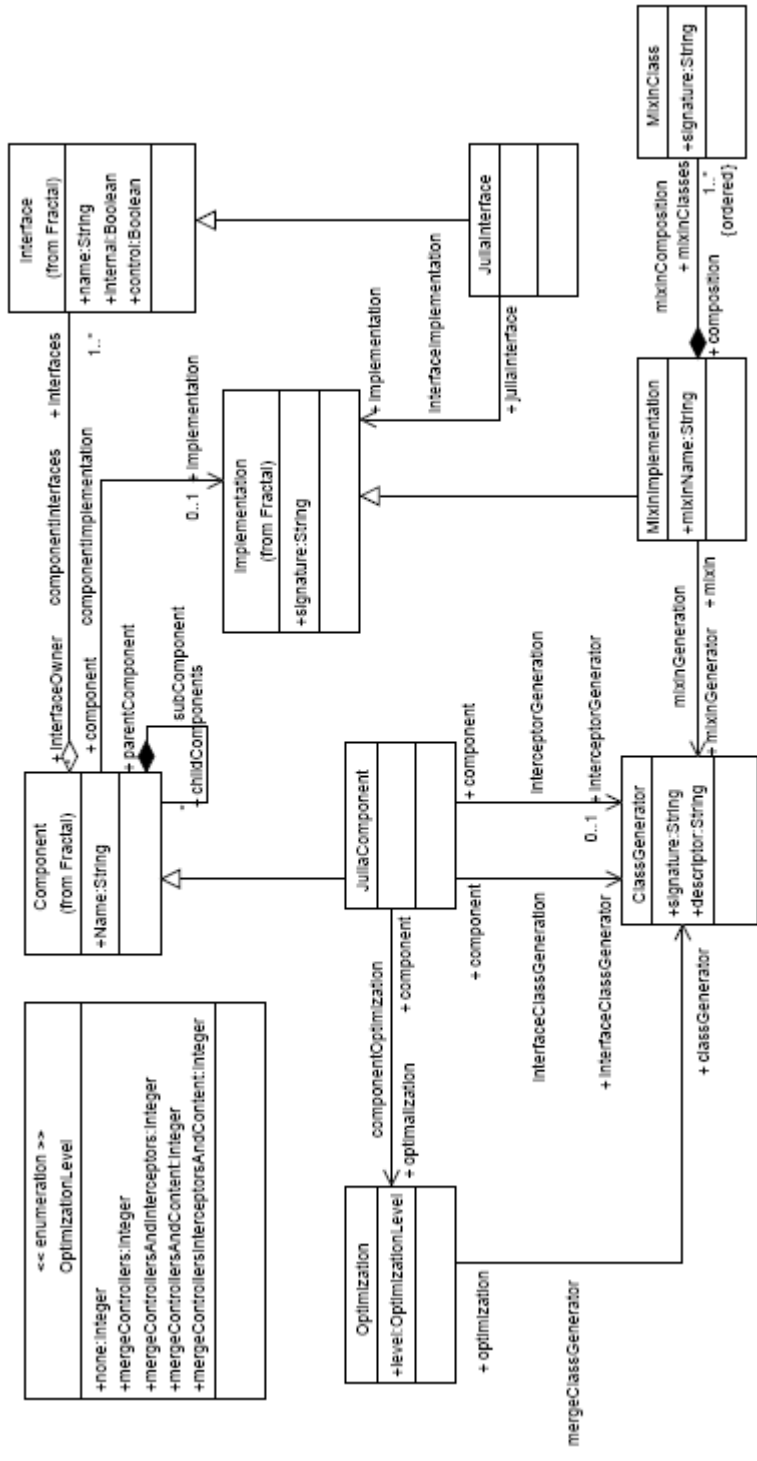 << enumeration >>
OptimizationLevel
+none:Integer
+mergeControllers:Integer
+mergeControllersAndInterceptors:Integer
+mergeControllersAndContent:Integer
+mergeControllersInterceptorsAndContent:Integer
Component
(from Fractal)
+Name:String
+ interfaceOwner
*
componentInterfaces
+ interfaces
1..*
Interface
(from Fractal)
+name:String
+internal:Boolean
+control:Boolean
+ component
componentImplementation
0..1
+ implementation
+ parentComponent
subComponent
*
+ childComponents
Implementation
(from Fractal)
+signature:String
+ implementation
interfaceImplementation
+ juliaInterface
JuliaInterface
JuliaComponent
componentOptimization
+ component
+ optimalization
Optimization
+level:OptimizationLevel
+ optimization
mergeClassGenerator
+ classGenerator
+ component
interfaceClassGeneration
+ interfaceClassGenerator
+ component
interceptorGeneration
0..1
+ interceptorGenerator
ClassGenerator
+signature:String
+descriptor:String
mixinGeneration
+ mixinGenerator
+ mixin
MixinImplementation
+mixinName:String
mixinComposition
+ composition
+ mixinClasses
1..*
{ordered}
MixinClass
+signature:String